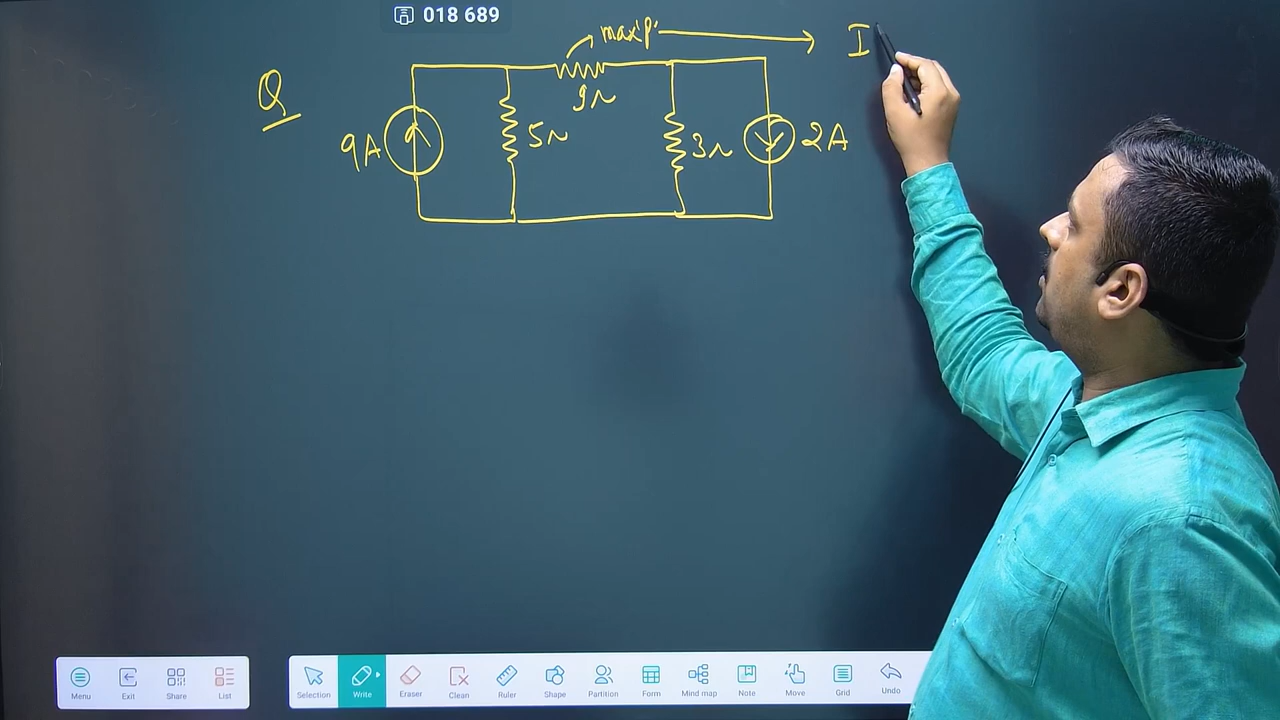 018 689
max 'P'
I
Q
9Ω
9A
5Ω
3Ω
2A
Menu Exit Share List Selection Write Eraser Clean Ruler Shape Partition Form Mind map Note Move Grid Undo